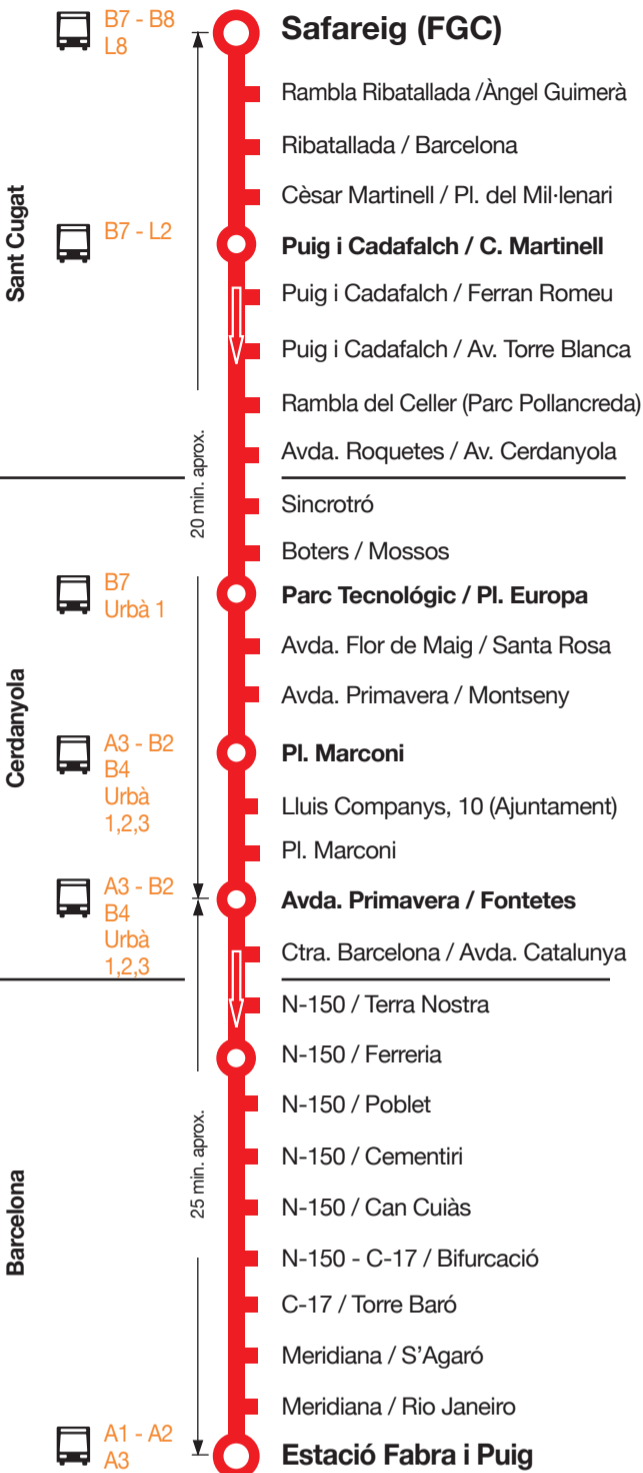 B7 - B8
L8
Safareig (FGC)
Rambla Ribatallada /Àngel Guimerà
Ribatallada / Barcelona
Cèsar Martinell / Pl. del Mil·lenari
Sant Cugat
B7 - L2
Puig i Cadafalch / C. Martinell
Puig i Cadafalch / Ferran Romeu
Puig i Cadafalch / Av. Torre Blanca
Rambla del Celler (Parc Pollancreda)
Avda. Roquetes / Av. Cerdanyola
20 min. aprox.
Sincrotró
Boters / Mossos
B7
Urbà 1
Parc Tecnológic / Pl. Europa
Avda. Flor de Maig / Santa Rosa
Avda. Primavera / Montseny
Cerdanyola
A3 - B2
B4
Urbà
1,2,3
Pl. Marconi
Lluis Companys, 10 (Ajuntament)
Pl. Marconi
A3 - B2
B4
Urbà
1,2,3
Avda. Primavera / Fontetes
Ctra. Barcelona / Avda. Catalunya
N-150 / Terra Nostra
N-150 / Ferreria
N-150 / Poblet
25 min. aprox.
N-150 / Cementiri
N-150 / Can Cuiàs
Barcelona
N-150 - C-17 / Bifurcació
C-17 / Torre Baró
Meridiana / S'Agaró
Meridiana / Rio Janeiro
A1 - A2
A3
Estació Fabra i Puig